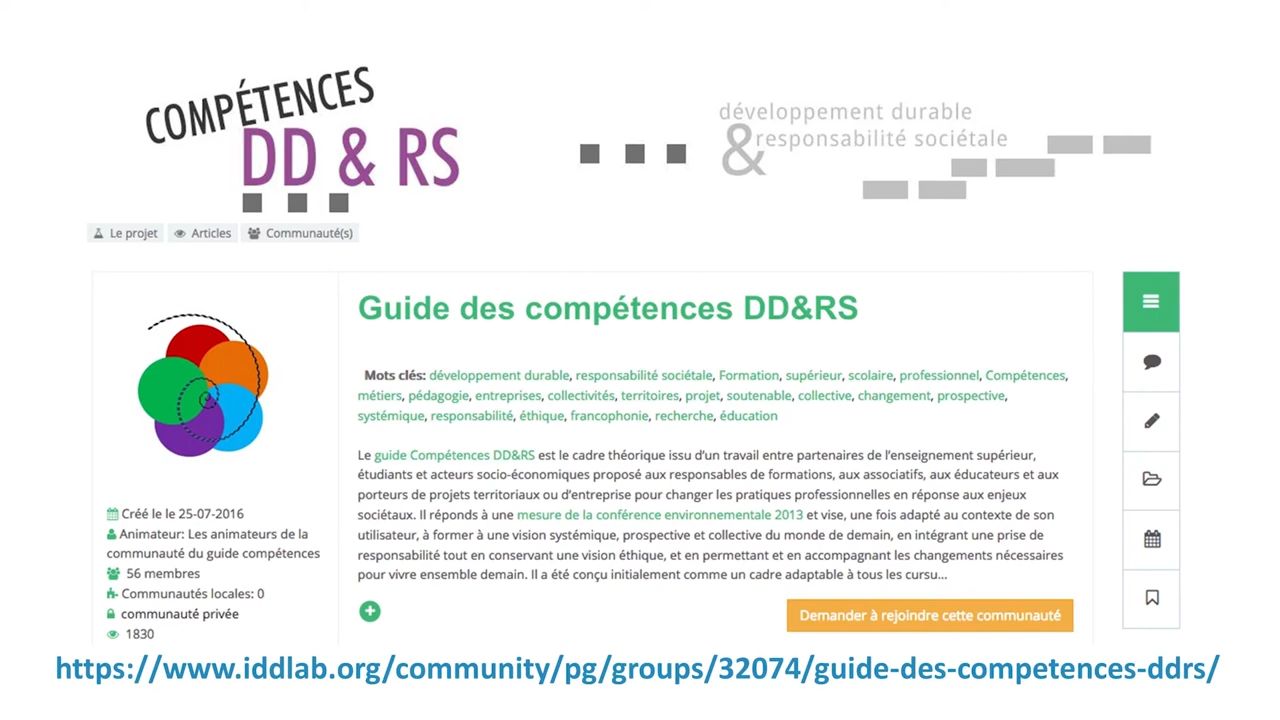 COMPÉTENCES
DD & RS
développement durable
& responsabilité sociétale
Le projet Articles Communauté(s)
Guide des compétences DD&RS
Mots clés: développement durable, responsabilité sociétale, Formation, supérieur, scolaire, professionnel, Compétences,
métiers, pédagogie, entreprises, collectivités, territoires, projet, soutenable, collective, changement, prospective,
systémique, responsabilité, éthique, francophonie, recherche, éducation
Le guide Compétences DD&RS est le cadre théorique issu d’un travail entre partenaires de l’enseignement supérieur,
étudiants et acteurs socio-économiques proposé aux responsables de formations, aux associatifs, aux éducateurs et aux
porteurs de projets territoriaux ou d’entreprise pour changer les pratiques professionnelles en réponse aux enjeux
sociétaux. Il réponds à une mesure de la conférence environnementale 2013 et vise, une fois adapté au contexte de son
utilisateur, à former à une vision systémique, prospective et collective du monde de demain, en intégrant une prise de
responsabilité tout en conservant une vision éthique, et en permettant et en accompagnant les changements nécessaires
pour vivre ensemble demain. Il a été conçu initialement comme un cadre adaptable à tous les cursu...
Créé le le 25-07-2016
Animateur: Les animateurs de la
communauté du guide compétences
56 membres
Communautés locales: 0
communauté privée
1830
Demander à rejoindre cette communauté
https://www.iddlab.org/community/pg/groups/32074/guide-des-competences-ddrs/